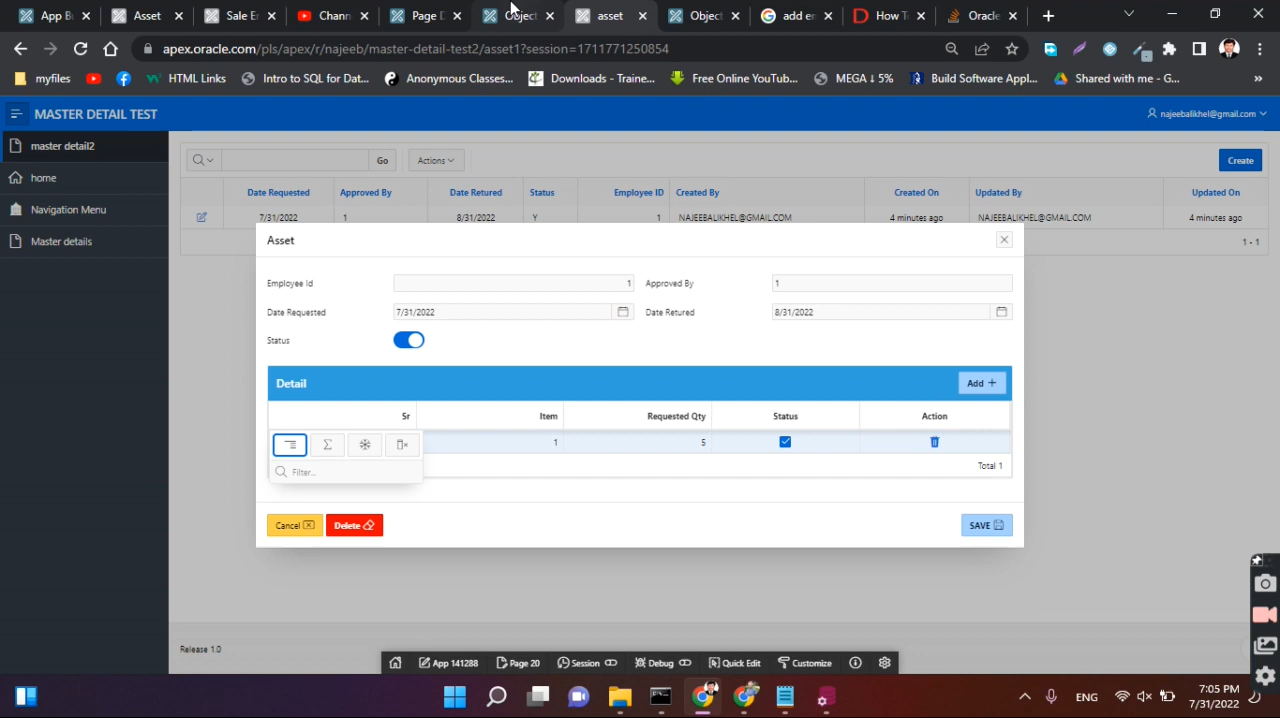 App Bu
Asset
Sale Er
Chann
Page D
Object
asset
Object
add er
How T
Oracle
apex.oracle.com/pls/apex/r/najeeb/master-detail-test2/asset1?session=1711771250854
myfiles
HTML Links
Intro to SQL for Dat...
Anonymous Classe...
Downloads - Traine...
Free Online YouTub...
MEGA ↓ 5%
Build Software Appl...
Shared with me - G...
MASTER DETAIL TEST
najeebalikhel@gmail.com
master detail2
home
Navigation Menu
Master details
Go
Actions
Create
Date Requested Approved By Date Retured Status Employee ID Created By Created On Updated By Updated On
7/31/2022 1 8/31/2022 Y 1 NAJEEBALIKHEL@GMAIL.COM 4 minutes ago NAJEEBALIKHEL@GMAIL.COM 4 minutes ago
1 - 1
Asset
Employee Id 1 Approved By 1
Date Requested 7/31/2022 Date Retured 8/31/2022
Status
Detail
Add +
Sr Item Requested Qty Status Action
1 5
Filter...
Total 1
Cancel
Delete
SAVE
Release 1.0
App 141288
Page 20
Session
Debug
Quick Edit
Customize
ENG
7:05 PM
7/31/2022